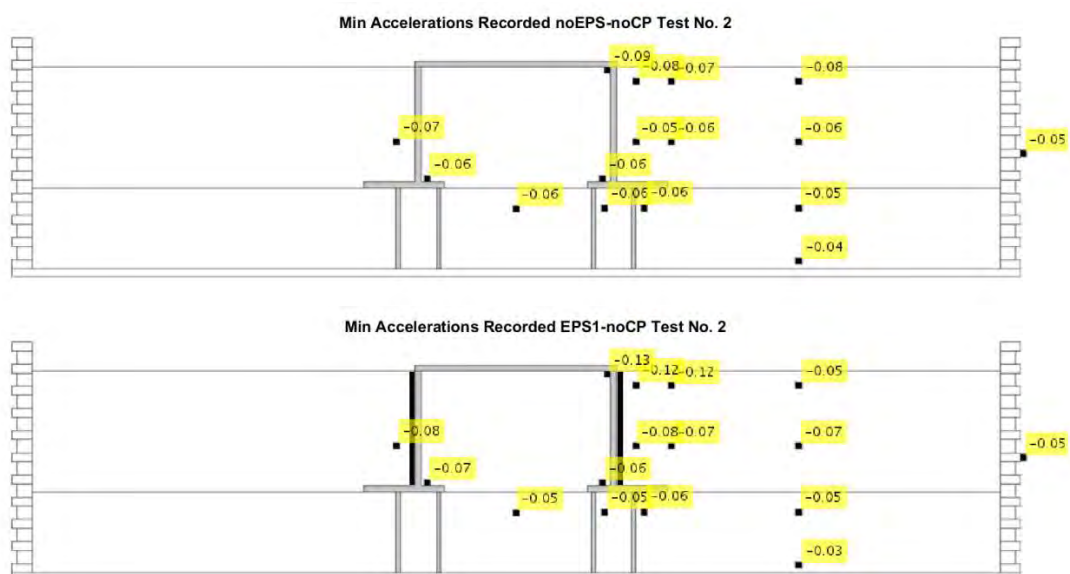 Min Accelerations Recorded noEPS-noCP Test No. 2
-0.09
-0.08 -0.07 -0.08
-0.07 -0.05 -0.06 -0.06
-0.05
-0.06 -0.06
-0.06 -0.06 -0.06 -0.05
-0.04
Min Accelerations Recorded EPS1-noCP Test No. 2
-0.13
-0.12 -0.12 -0.05
-0.08 -0.08 -0.07 -0.07
-0.05
-0.07 -0.06
-0.05 -0.05 -0.06 -0.05
-0.03